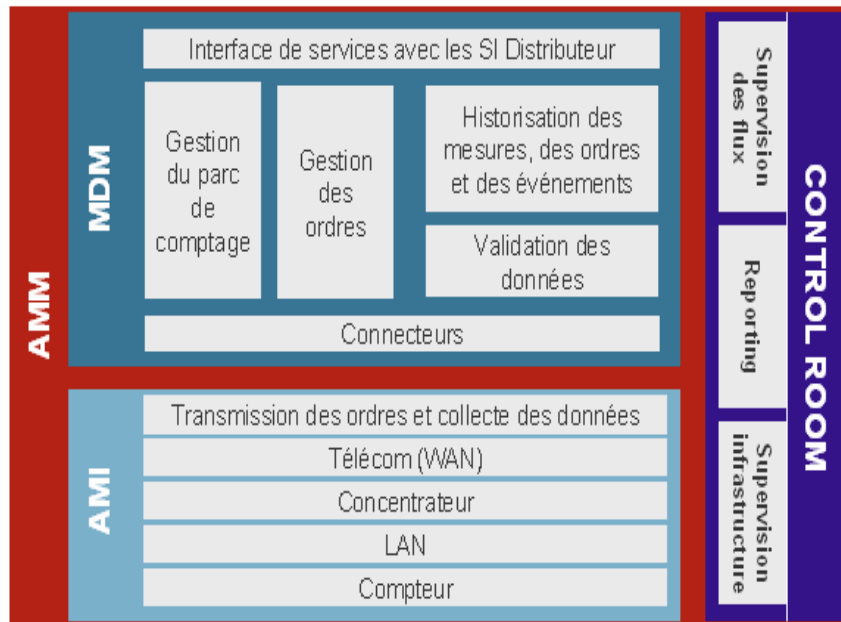 AMM
MDM
Interface de services avec les SI Distributeur
Gestion
du parc
de
comptage
Gestion
des
ordres
Historisation des
mesures, des ordres
et des événements
Validation des
données
Connecteurs
AMI
Transmission des ordres et collecte des données
Télécom (WAN)
Concentrateur
LAN
Compteur
Supervision
des flux
Reporting
Supervision
infrastructure
CONTROL ROOM